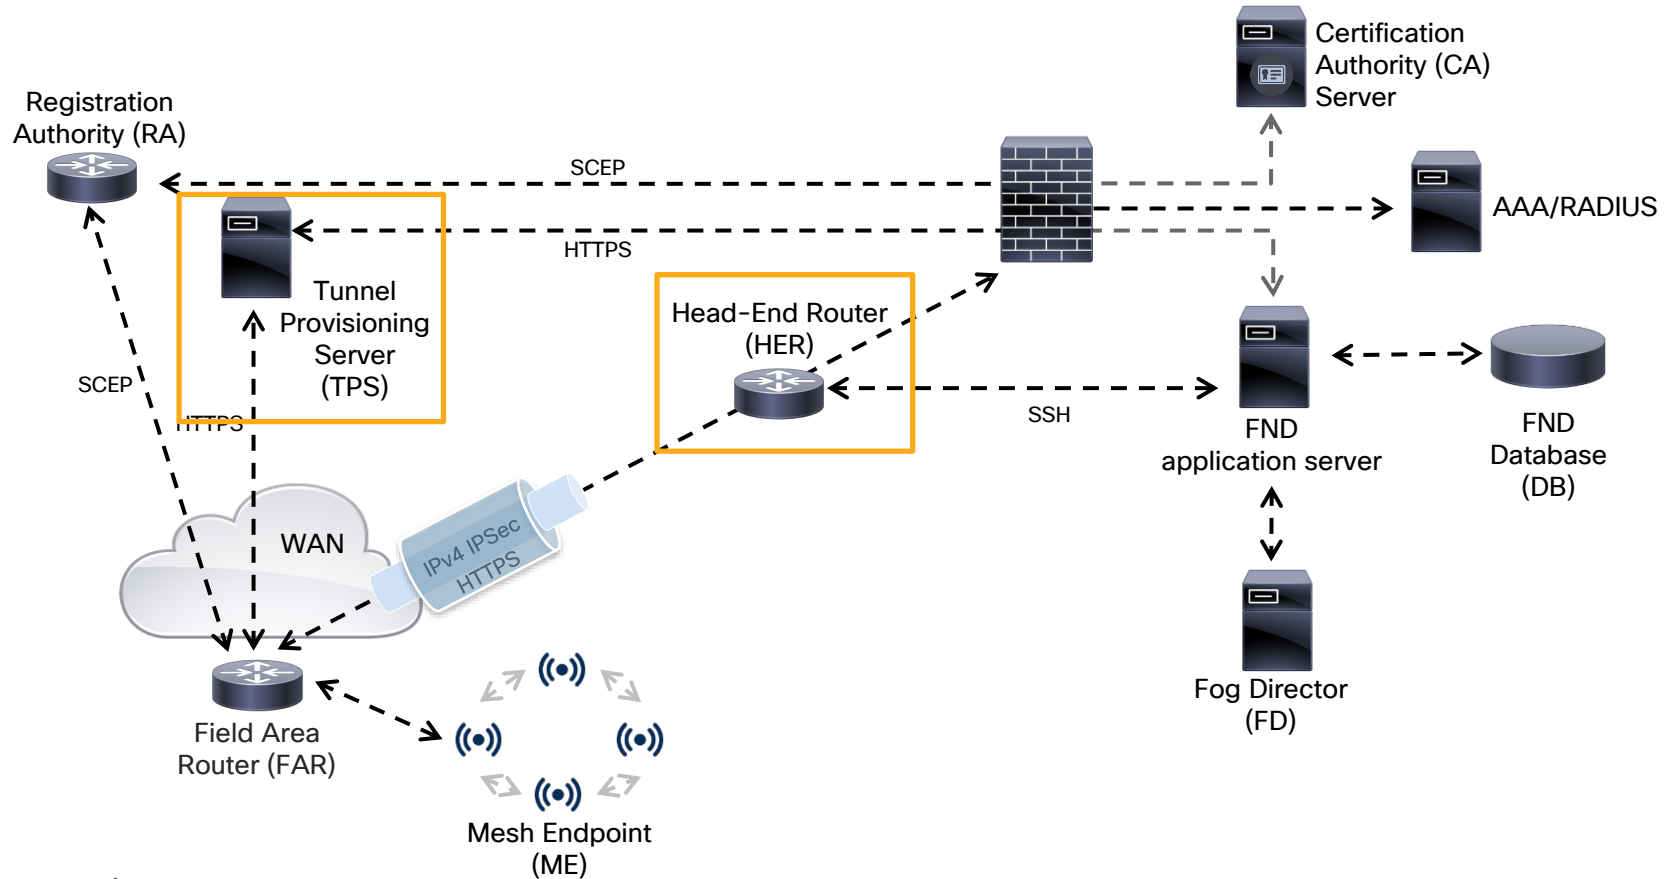 Certification
Authority (CA)
Server
Registration
Authority (RA)
SCEP
AAA/RADIUS
HTTPS
Tunnel
Provisioning
Server
(TPS)
Head-End Router
(HER)
SCEP
HTTPS
SSH
FND
application server
FND
Database
(DB)
WAN
IPv4 IPSec
HTTPS
Fog Director
(FD)
Field Area
Router (FAR)
Mesh Endpoint
(ME)